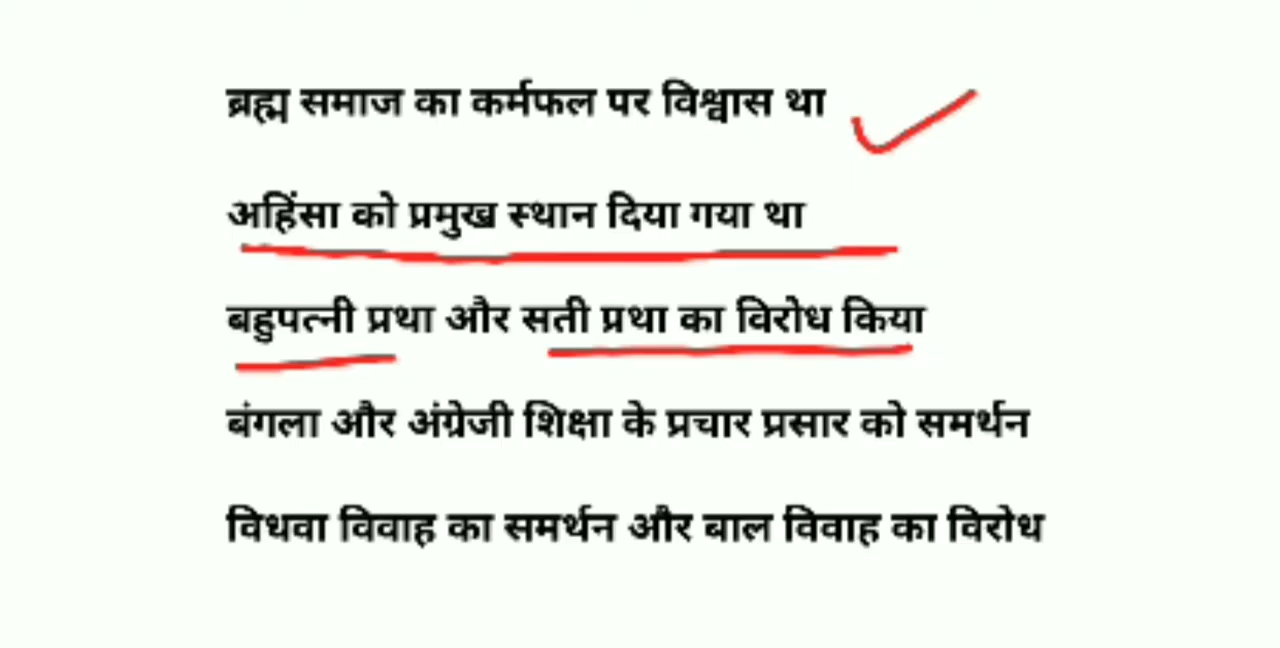 ब्रह्म समाज का कर्मफल पर विश्वास था
अहिंसा को प्रमुख स्थान दिया गया था
बहुपत्नी प्रथा और सती प्रथा का विरोध किया
बंगला और अंग्रेजी शिक्षा के प्रचार प्रसार को समर्थन
विधवा विवाह का समर्थन और बाल विवाह का विरोध